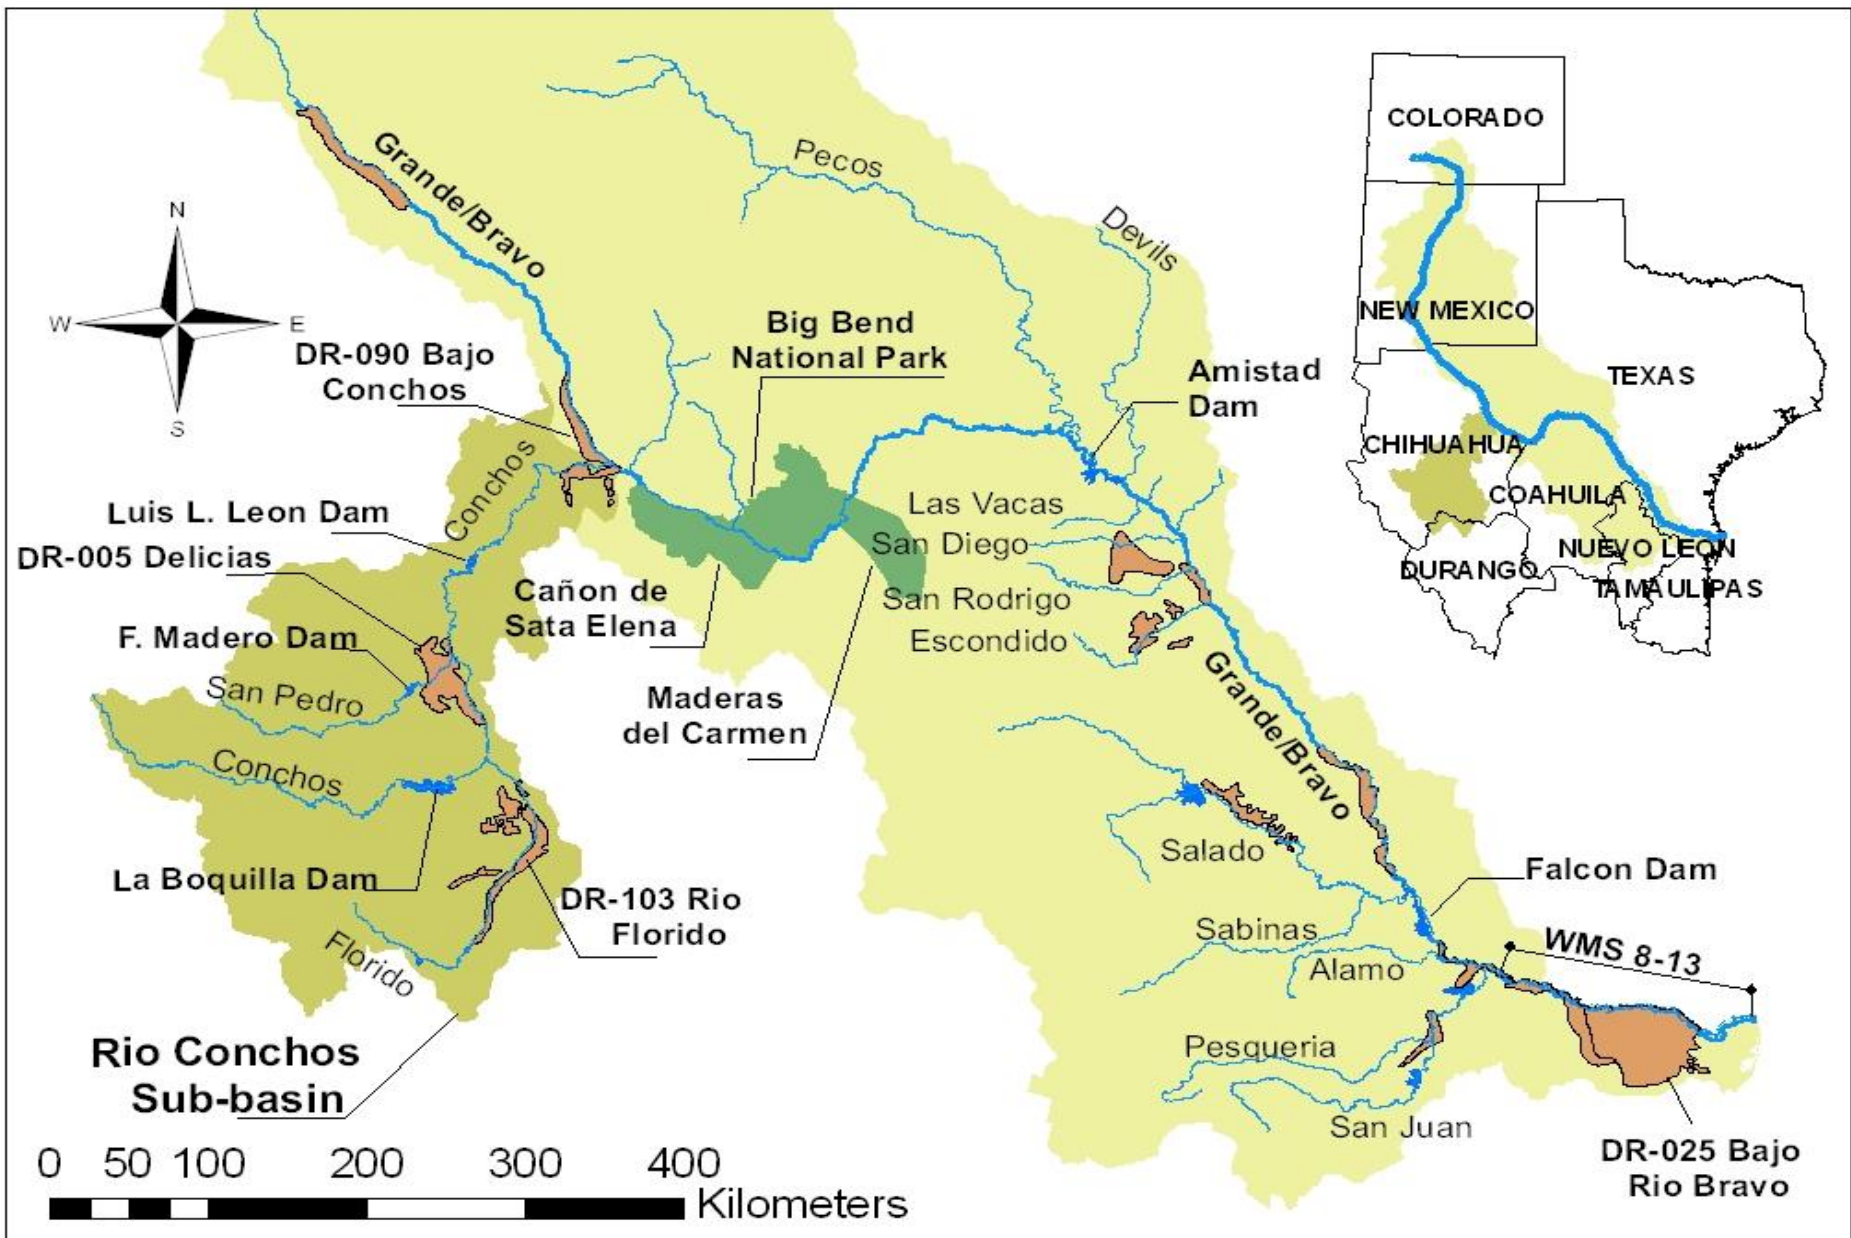 COLORADO
Pecos
Grande/Bravo
N
W
E
S
Devils
NEW MEXICO
Big Bend
National Park
DR-090 Bajo
Conchos
Amistad
Dam
TEXAS
CHIHUAHUA
COAHUILA
NUEVO LEON
DURANGO
TAMAULIPAS
Conchos
Luis L. Leon Dam
DR-005 Delicias
Las Vacas
San Diego
San Rodrigo
Escondido
Cañon de
Sata Elena
F. Madero Dam
San Pedro
Maderas
del Carmen
Grande/Bravo
Conchos
Salado
La Boquilla Dam
DR-103 Rio
Florido
Falcon Dam
Sabinas
Alamo
WMS 8-13
Florido
Rio Conchos
Sub-basin
Pesqueria
San Juan
DR-025 Bajo
Rio Bravo
0 50 100 200 300 400
Kilometers